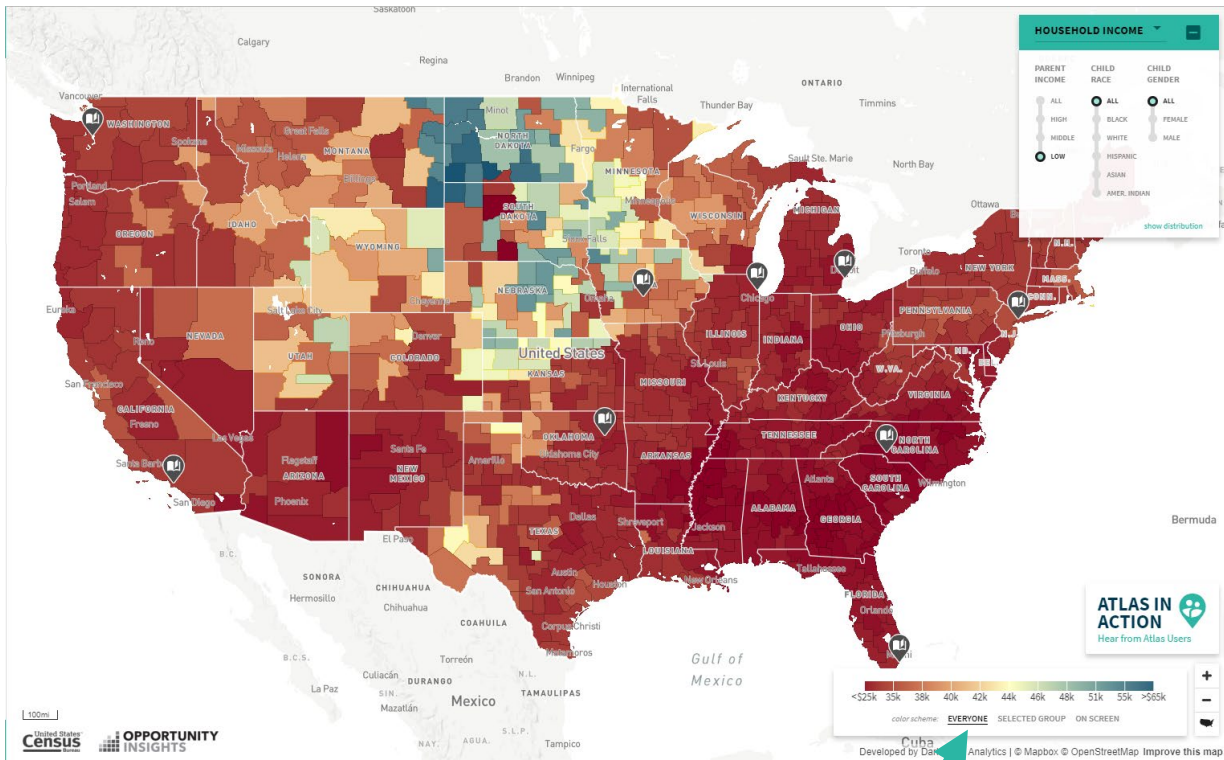 Saskatoon
Calgary
Regina
Brandon
Winnipeg
International Falls
Thunder Bay
ONTARIO
Timmins
Vancouver
WASHINGTON
Spokane
Great Falls
Missoula
Helena
MONTANA
Billings
Minot
NORTH DAKOTA
Fargo
MINNESOTA
Minneapolis
Sault Ste. Marie
North Bay
Ottawa
Portland
Salem
OREGON
IDAHO
WYOMING
SOUTH DAKOTA
Sioux Falls
WISCONSIN
MICHIGAN
Toronto
Buffalo
Detroit
NEW YORK
N.H.
MASS.
CONN.
Eureka
Reno
NEVADA
Salt Lake City
UTAH
Cheyenne
Denver
COLORADO
NEBRASKA
Omaha
Chicago
ILLINOIS
INDIANA
OHIO
PENNSYLVANIA
Pittsburgh
N.J.
MD.
DEL.
W.VA.
VIRGINIA
United States
KANSAS
MISSOURI
St. Louis
KENTUCKY
San Francisco
CALIFORNIA
Fresno
Las Vegas
Santa Barbara
San Diego
Flagstaff
ARIZONA
Phoenix
Santa Fe
NEW MEXICO
Amarillo
OKLAHOMA
Oklahoma City
ARKANSAS
TENNESSEE
NORTH CAROLINA
SOUTH CAROLINA
Wilmington
Atlanta
ALABAMA
GEORGIA
Jackson
Shreveport
Dallas
TEXAS
El Paso
LOUISIANA
New Orleans
Tallahassee
Austin
San Antonio
Houston
Corpus Christi
Matamoros
FLORIDA
Orlando
Miami
Bermuda
B.C.
SONORA
Hermosillo
CHIHUAHUA
Chihuahua
COAHUILA
B.C.S.
La Paz
SIN.
Culiacán
Mazatlán
DURANGO
Torreón
N.L.
Mexico
TAMAULIPAS
S.L.P.
NAY.
AGUA.
Tampico
Gulf of
Mexico
Cuba
HOUSEHOLD INCOME
PARENT INCOME
CHILD RACE
CHILD GENDER
ALL
HIGH
MIDDLE
LOW
ALL
BLACK
WHITE
HISPANIC
ASIAN
AMER. INDIAN
ALL
FEMALE
MALE
show distribution
ATLAS IN
ACTION
Hear from Atlas Users
<$25k 35k 38k 40k 42k 44k 46k 48k 51k 55k >$65k
color scheme: EVERYONE SELECTED GROUP ON SCREEN
+
−
100mi
United States®
Census
Bureau
OPPORTUNITY
INSIGHTS
Developed by Analytics | © Mapbox © OpenStreetMap Improve this map